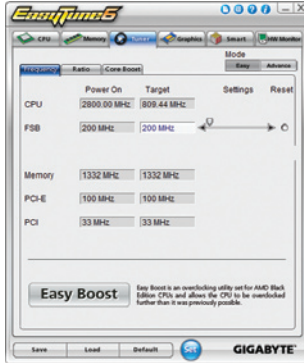 EasyTune6
CPU Memory Tuner Graphics Smart HW Monitor
Mode
Easy Advance
Frequency Ratio Core Boost
Power On Target Settings Reset
CPU 2800.00 MHz 809.44 MHz
FSB 200 MHz 200 MHz
Memory 1332 MHz 1332 MHz
PCI-E 100 MHz 100 MHz
PCI 33 MHz 33 MHz
Easy Boost
Easy Boost is an overclocking utility set for AMD Black
Edition CPUs and allows the CPU to be overclocked
further than it was previously possible.
Save Load Default Set GIGABYTE